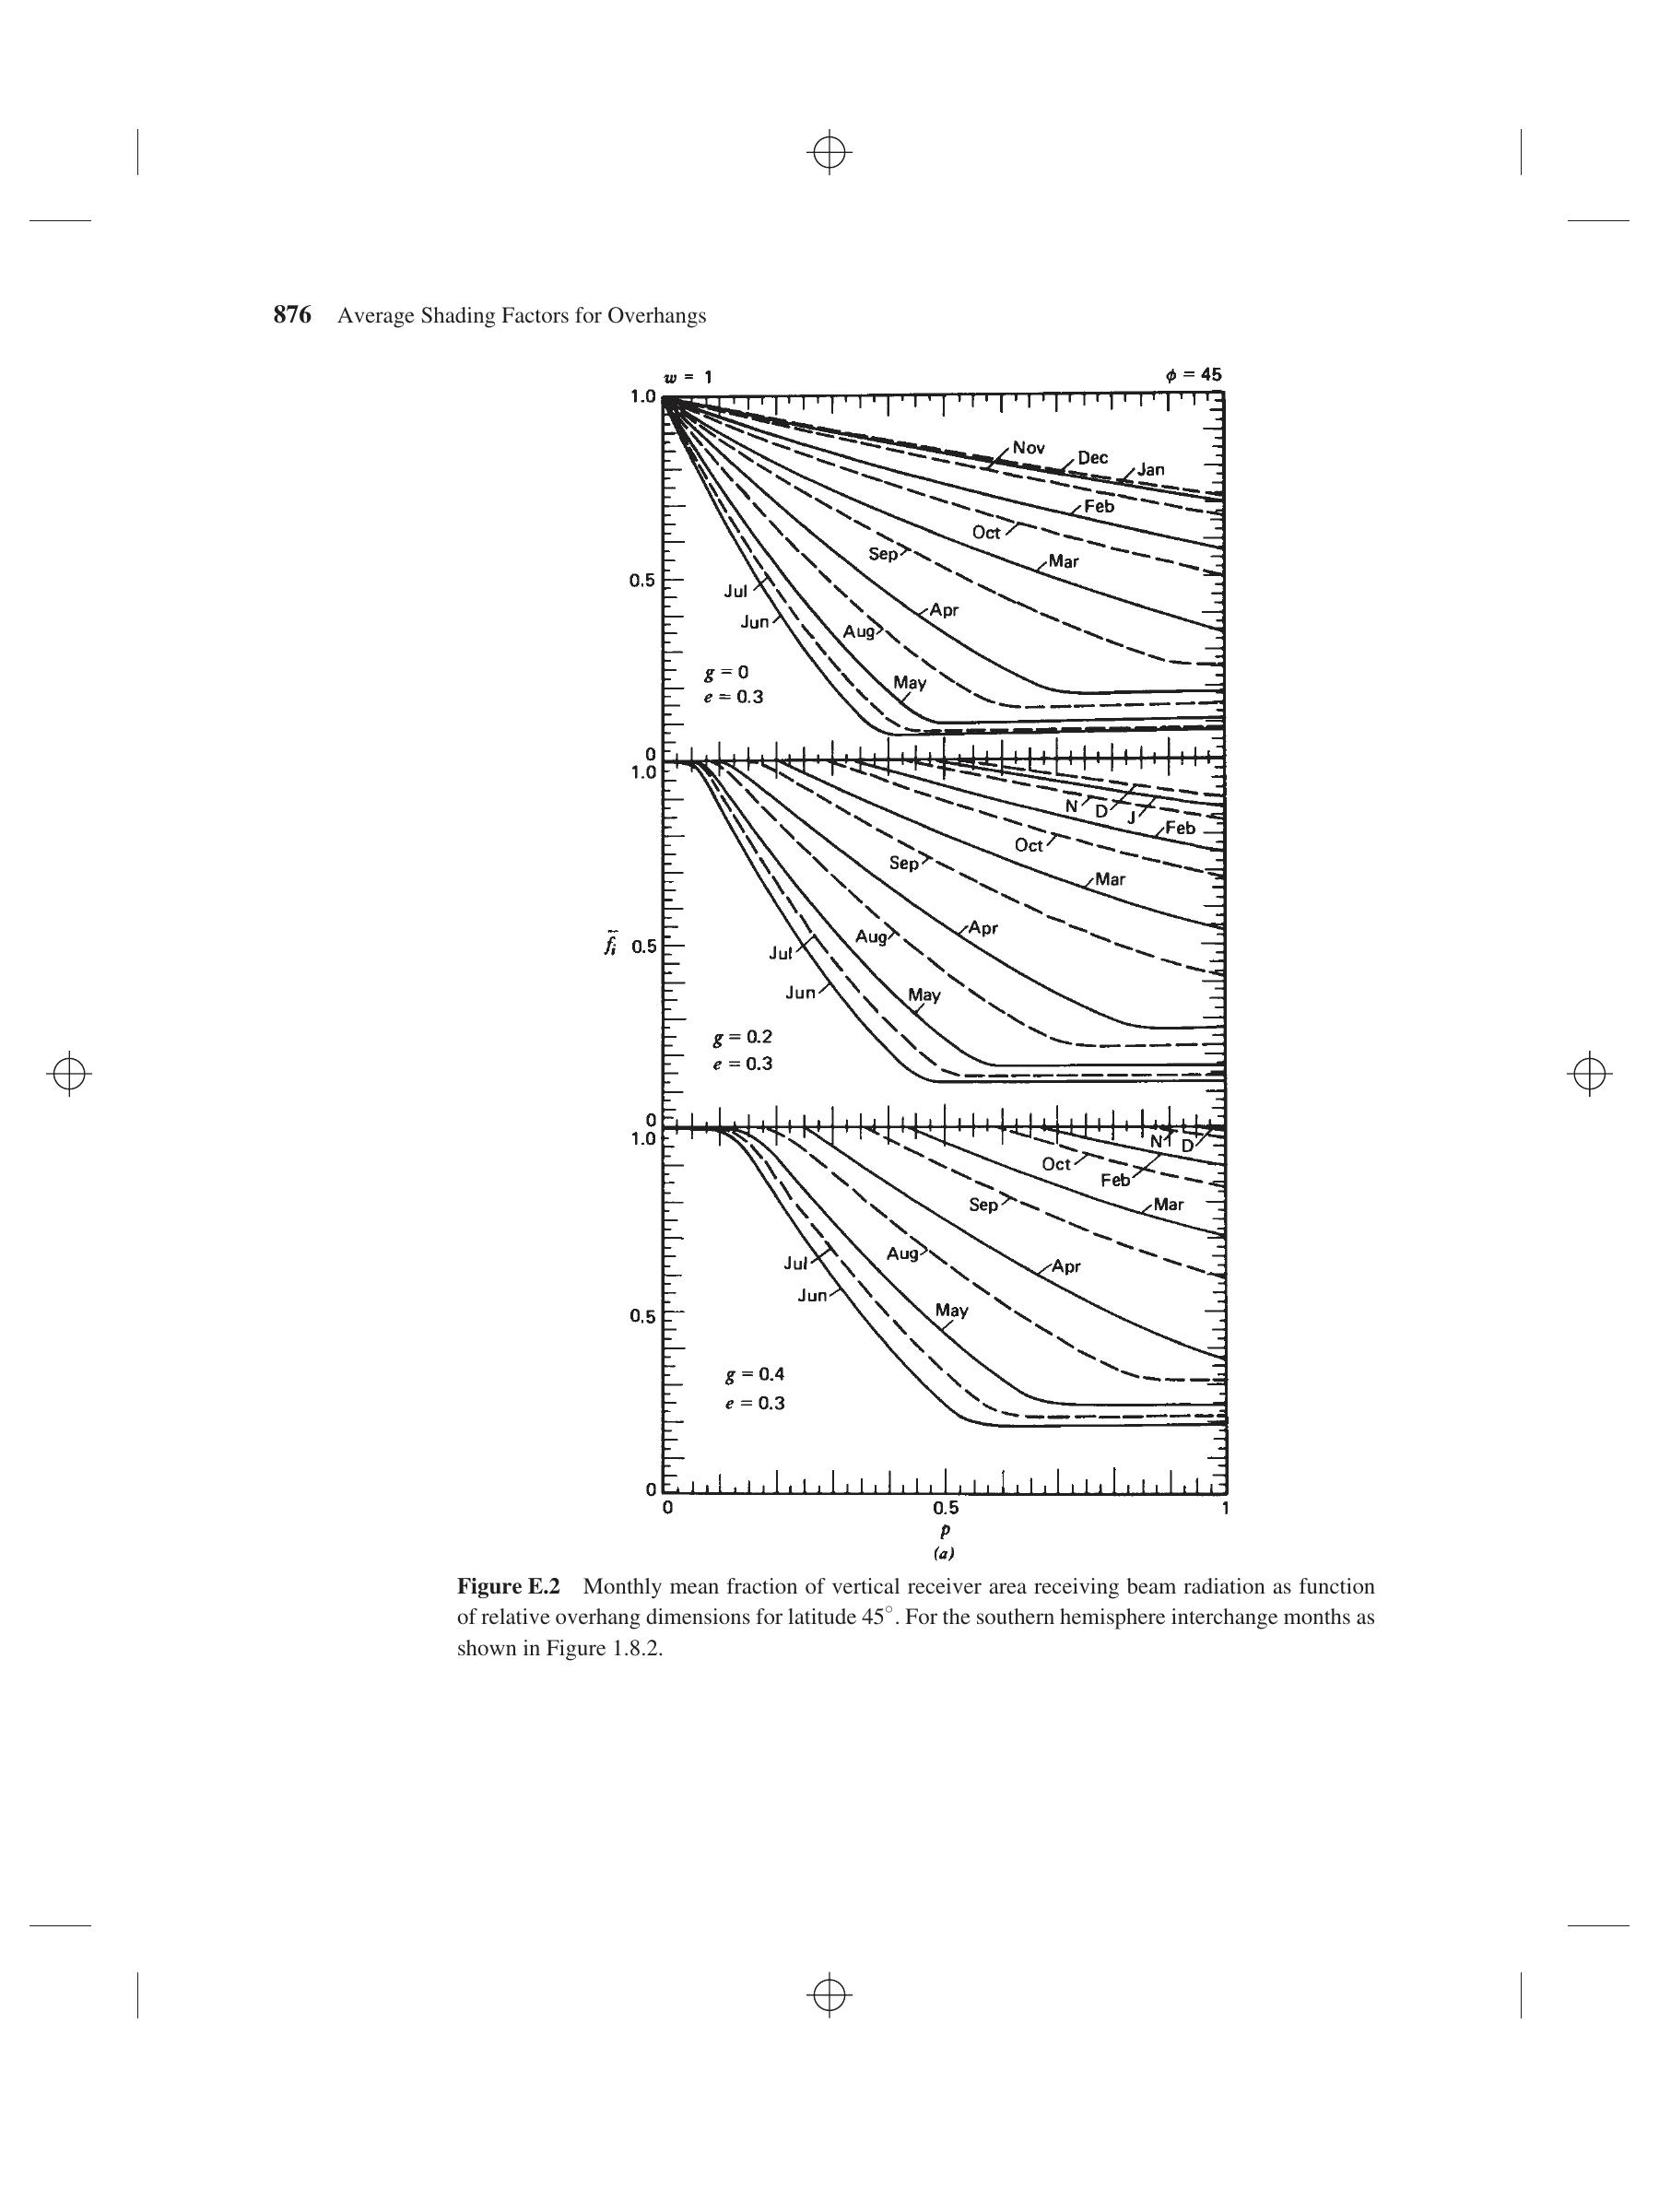 876 Average Shading Factors for Overhangs
w = 1
ϕ = 45
1.0
Nov
Dec
Jan
Feb
Oct
Sep
Mar
0.5
Jul
Apr
Jun
Aug
g = 0
May
e = 0.3
0
1.0
N
D
J
Feb
Oct
Sep
Mar
Apr
Aug
f̄i 0.5
Jul
Jun
May
g = 0.2
e = 0.3
0
1.0
N
D
Oct
Feb
Sep
Mar
Aug
Jul
Apr
Jun
0.5
May
g = 0.4
e = 0.3
0
0
0.5
1
p
(a)
Figure E.2 Monthly mean fraction of vertical receiver area receiving beam radiation as function
of relative overhang dimensions for latitude 45°. For the southern hemisphere interchange months as
shown in Figure 1.8.2.